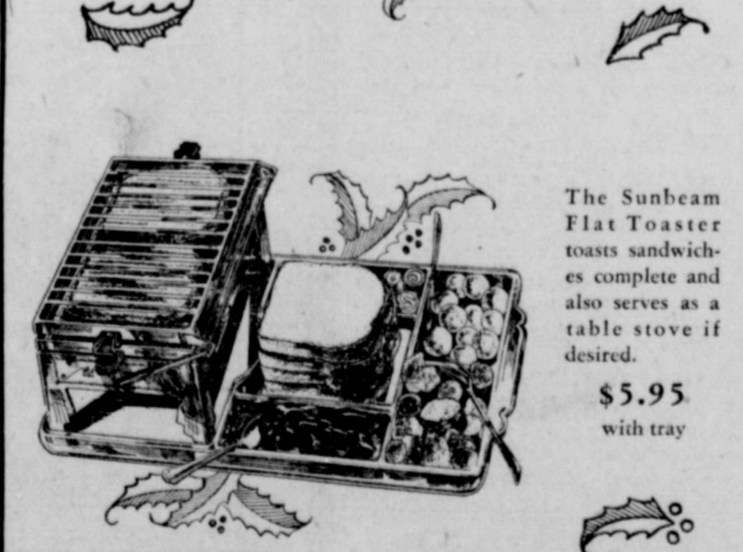 The Sunbeam
Flat Toaster
toasts sandwich-
es complete and
also serves as a
table stove if
desired.
$5.95
with tray